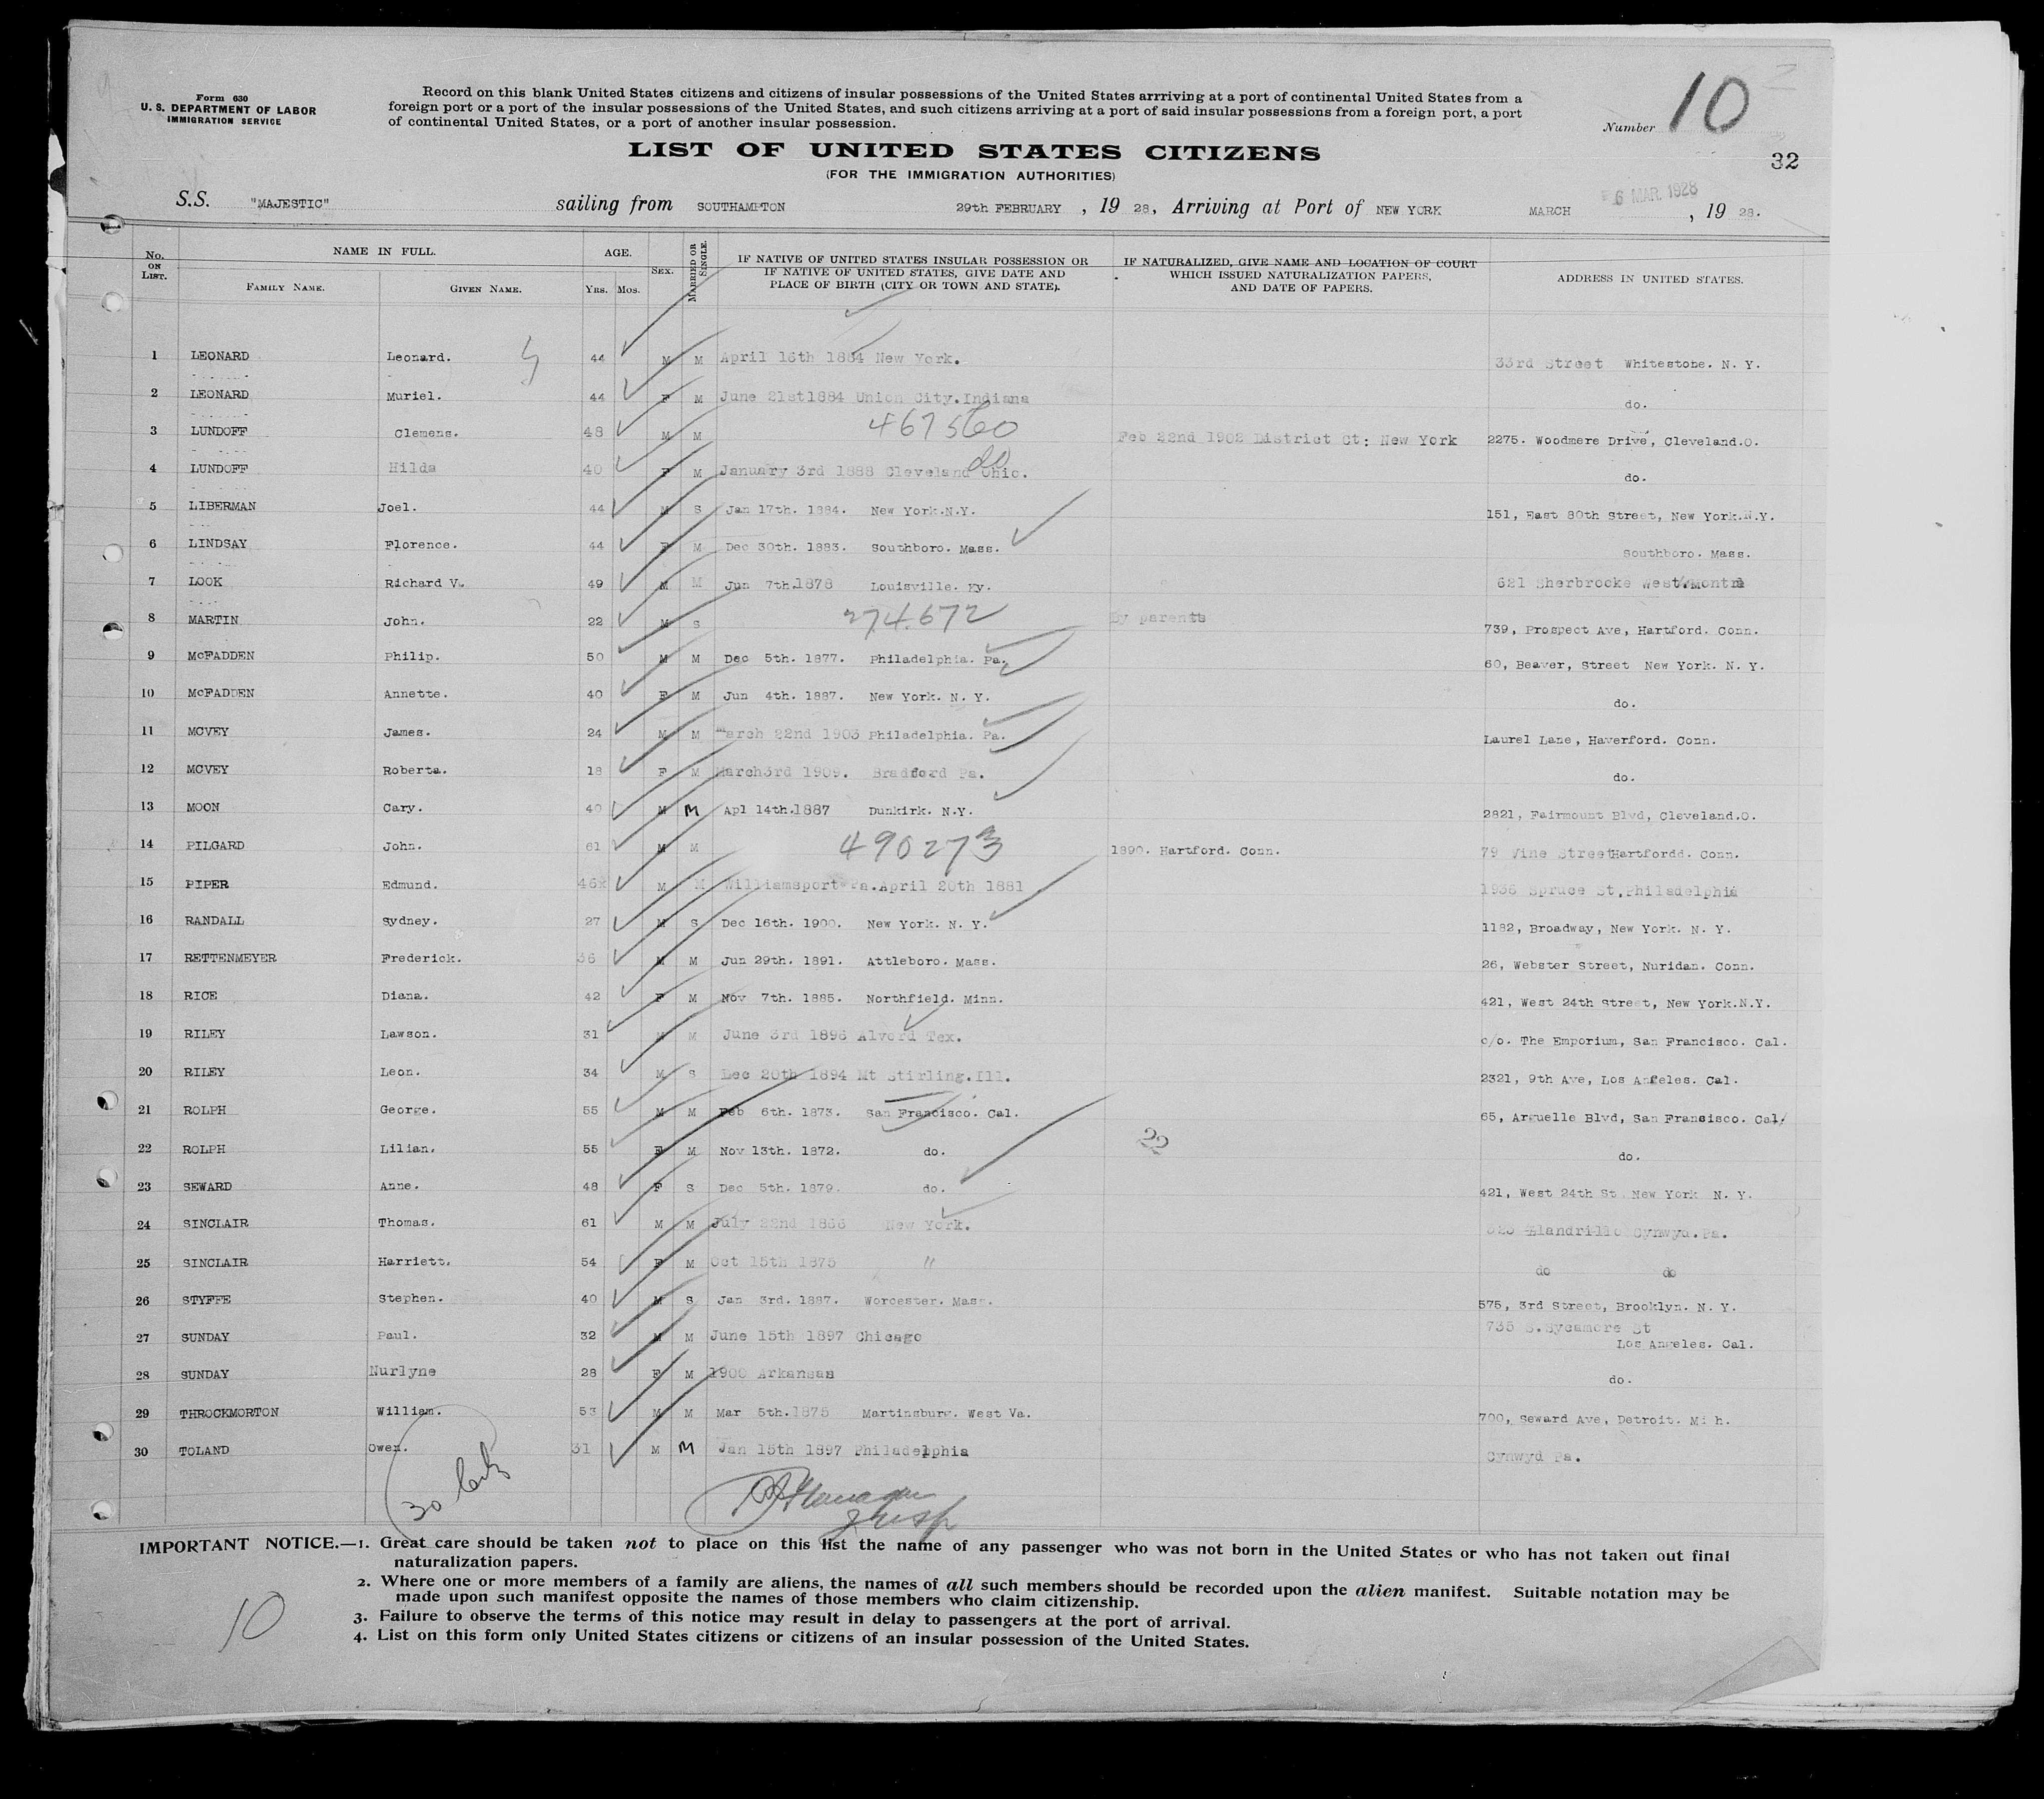 Form 630
U. S. DEPARTMENT OF LABOR
IMMIGRATION SERVICE
Record on this blank United States citizens and citizens of insular possessions of the United States arrriving at a port of continental United States from a
foreign port or a port of the insular possessions of the United States, and such citizens arriving at a port of said insular possessions from a foreign port, a port
of continental United States, or a port of another insular possession.
Number 10
LIST OF UNITED STATES CITIZENS
32
(FOR THE IMMIGRATION AUTHORITIES)
6 MAR. 1928
S.S. "MAJESTIC" sailing from SOUTHAMPTON 29th FEBRUARY , 19 28, Arriving at Port of NEW YORK MARCH , 19 28.
No. ON LIST. NAME IN FULL. FAMILY NAME. GIVEN NAME. AGE. YRS. MOS. SEX. MARRIED OR SINGLE. IF NATIVE OF UNITED STATES INSULAR POSSESSION OR IF NATIVE OF UNITED STATES, GIVE DATE AND PLACE OF BIRTH (CITY OR TOWN AND STATE). IF NATURALIZED, GIVE NAME AND LOCATION OF COURT WHICH ISSUED NATURALIZATION PAPERS, AND DATE OF PAPERS. ADDRESS IN UNITED STATES.
1 LEONARD Leonard. 44 M M April 16th 1884 New York. 33rd Street Whitestone. N. Y.
2 LEONARD Muriel. 44 F M June 21st1884 Union City.Indiana do.
3 LUNDOFF Clemens. 48 M M 467560 Feb 22nd 1902 District Ct: New York 2275. Woodmere Drive, Cleveland.O.
4 LUNDOFF Hilda 40 F M January 3rd 1888 Cleveland Ohio. do do.
5 LIBERMAN Joel. 44 M S Jan 17th. 1884. New York.N.Y. 151, East 80th Street, New York.N.Y.
6 LINDSAY Florence. 44 F M Dec 30th. 1883. Southboro. Mass. Southboro. Mass.
7 LOOK Richard V. 49 M M Jun 7th.1878 Louisville. Ky. 621 Sherbrooke West.
8 MARTIN John. 22 M S 274672 By parents 739, Prospect Ave, Hartford. Conn.
9 McFADDEN Philip. 50 M M Dec 5th. 1877. Philadelphia. Pa. 60, Beaver, Street New York. N. Y.
10 McFADDEN Annette. 40 F M Jun 4th. 1887. New York. N. Y. do.
11 MCVEY James. 24 M M March 22nd 1903 Philadelphia. Pa. Laurel Lane, Haverford. Conn.
12 MCVEY Roberta. 18 F M March3rd 1909. Bradford Pa. do.
13 MOON Cary. 40 M M Apl 14th.1887 Dunkirk. N.Y. 2821, Fairmount Blvd, Cleveland.O.
14 PILGARD John. 61 M M 490273 1890. Hartford. Conn. 79 Vine StreetHartfordd. Conn.
15 PIPER Edmund. 46 M M Williamsport Pa.April 20th 1881 1936 Spruce St,Philadelphia
16 RANDALL Sydney. 27 M S Dec 16th. 1900. New York. N. Y. 1182, Broadway, New York. N. Y.
17 RETTENMEYER Frederick. 36 M M Jun 29th. 1891. Attleboro. Mass. 26, Webster Street, Nuridan. Conn.
18 RICE Diana. 42 F M Nov 7th. 1885. Northfield. Minn. 421, West 24th Street, New York.N.Y.
19 RILEY Lawson. 31 M M June 3rd 1896 Alvord Tex. c/o. The Emporium, San Francisco. Cal.
20 RILEY Leon. 34 M S Dec 20th 1894 Mt Stirling.Ill. 2321, 9th Ave, Los Anfeles. Cal.
21 ROLPH George. 55 M M Feb 6th. 1873. San Francisco. Cal. 65, Arguelle Blvd, San Francisco. Cal.
22 ROLPH Lilian. 55 F M Nov 13th. 1872. do. 22 do.
23 SEWARD Anne. 48 F S Dec 5th. 1879. do. 421, West 24th St New York N. Y.
24 SINCLAIR Thomas. 61 M M July 22nd 1866 New York. Cynwyd.Pa.
25 SINCLAIR Harriett. 54 F M Oct 15th 1875 " do do
26 STYFFE Stephen. 40 M S Jan 3rd. 1887. Worcester. Mass. 575, 3rd Street, Brooklyn. N. Y.
27 SUNDAY Paul. 32 M M June 15th 1897 Chicago 735 S.Sycamore St Los Angeles. Cal.
28 SUNDAY Nurlyne 28 F M 1900 Arkansas do.
29 THROCKMORTON William. 53 M M Mar 5th.1875 Martinsburg. West Va. 700, Seward Ave, Detroit. Mi h.
30 TOLAND Owen. 31 M M Jan 15th 1897 Philadelphia Cynwyd Pa.
30
IMPORTANT NOTICE.—1. Great care should be taken not to place on this list the name of any passenger who was not born in the United States or who has not taken out final
naturalization papers.
2. Where one or more members of a family are aliens, the names of all such members should be recorded upon the alien manifest. Suitable notation may be
made upon such manifest opposite the names of those members who claim citizenship.
3. Failure to observe the terms of this notice may result in delay to passengers at the port of arrival.
4. List on this form only United States citizens or citizens of an insular possession of the United States.
10